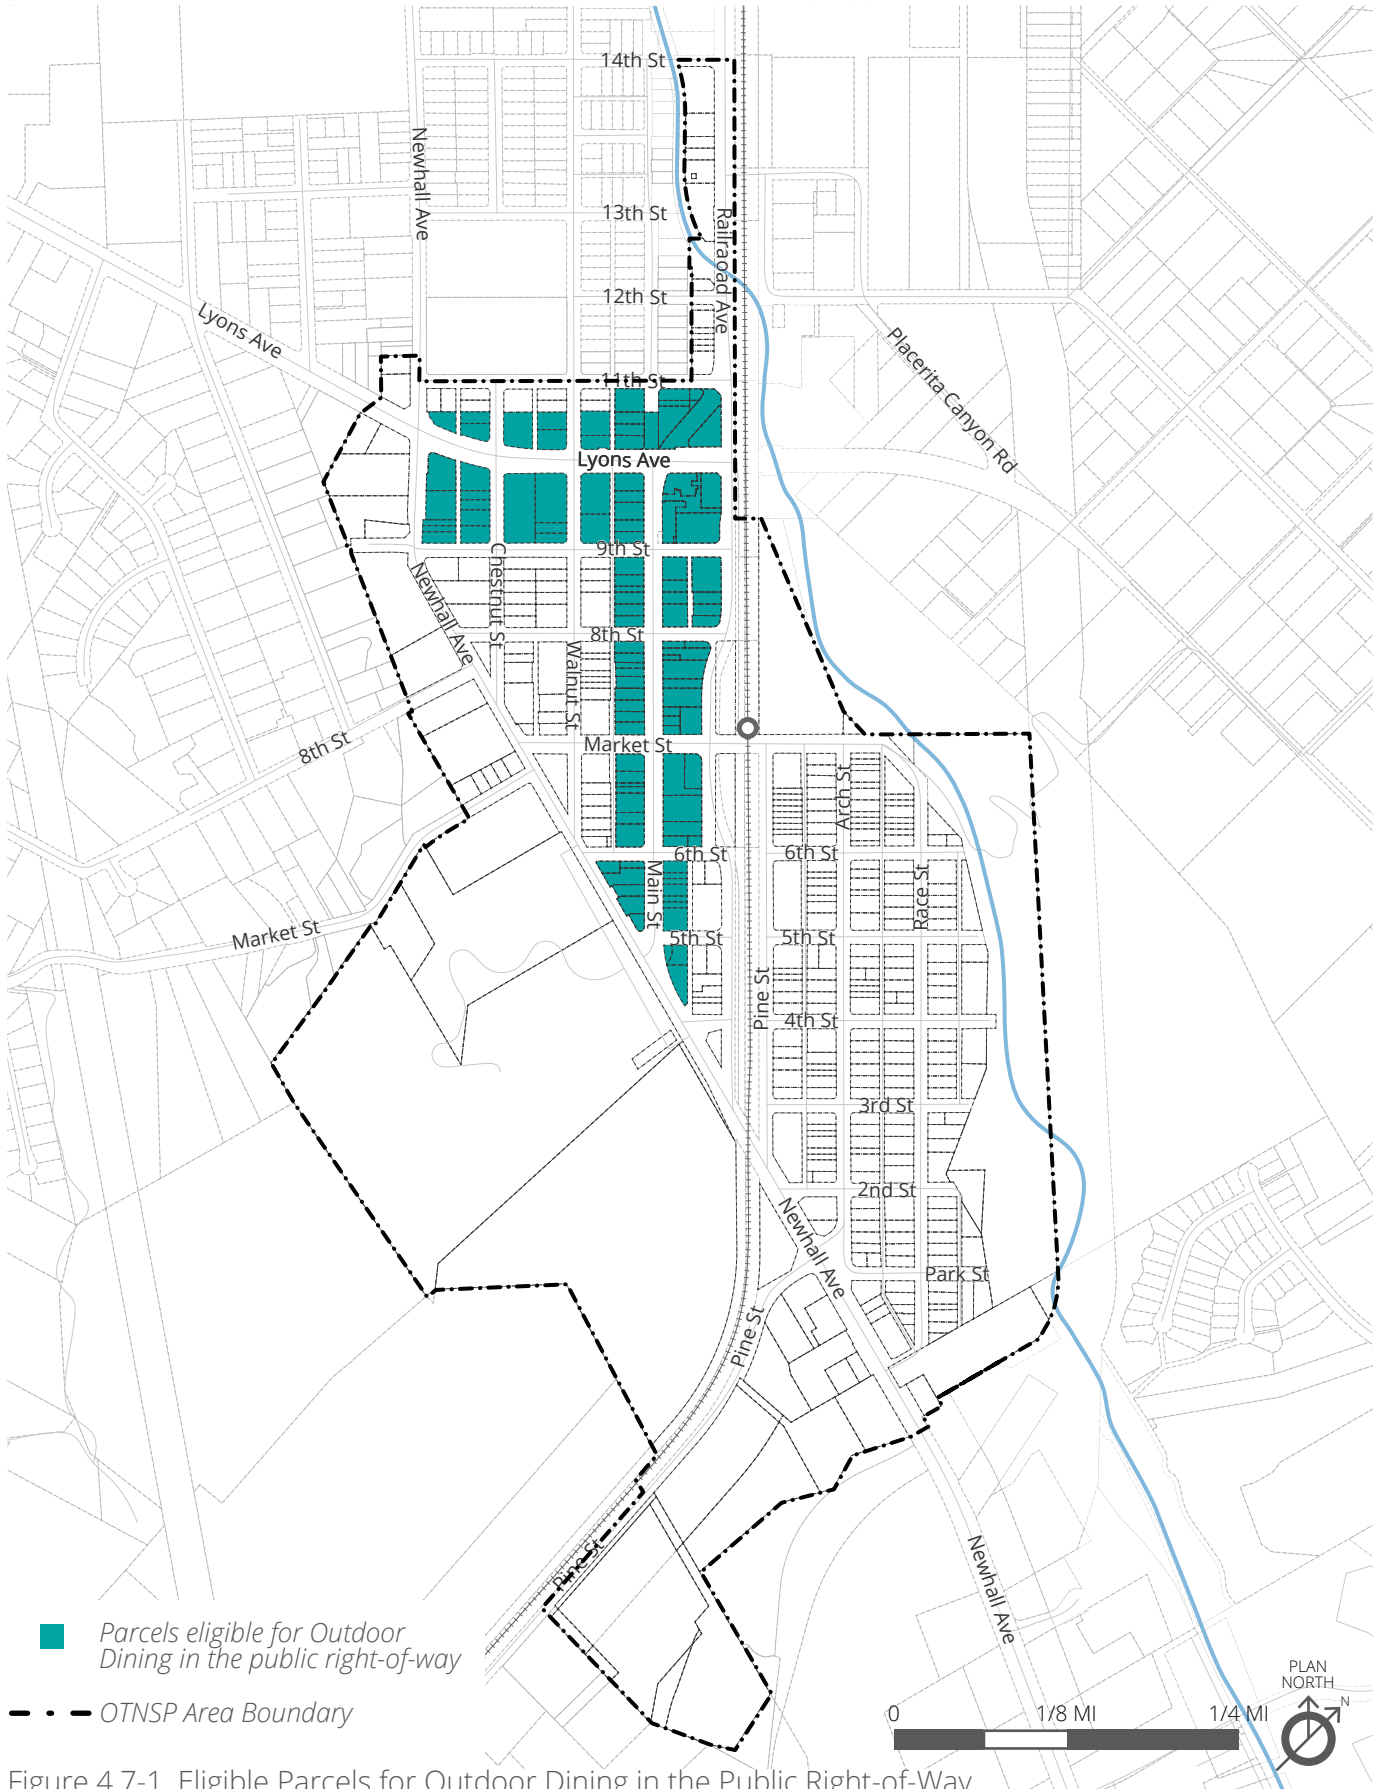 14th St
Newhall Ave
13th St
Railraoad Ave
12th St
Lyons Ave
Placerita Canyon Rd
11th St
Lyons Ave
9th St
Chestnut St
Newhall Ave
8th St
Walnut St
8th St
Market St
Arch St
6th St
6th St
Main St
Race St
Market St
5th St
5th St
Pine St
4th St
3rd St
2nd St
Newhall Ave
Park St
Pine St
Pine St
Newhall Ave
Parcels eligible for Outdoor
Dining in the public right-of-way
OTNSP Area Boundary
0 1/8 MI 1/4 MI
PLAN
NORTH
N
Figure 4.7-1 Eligible Parcels for Outdoor Dining in the Public Right-of-Way